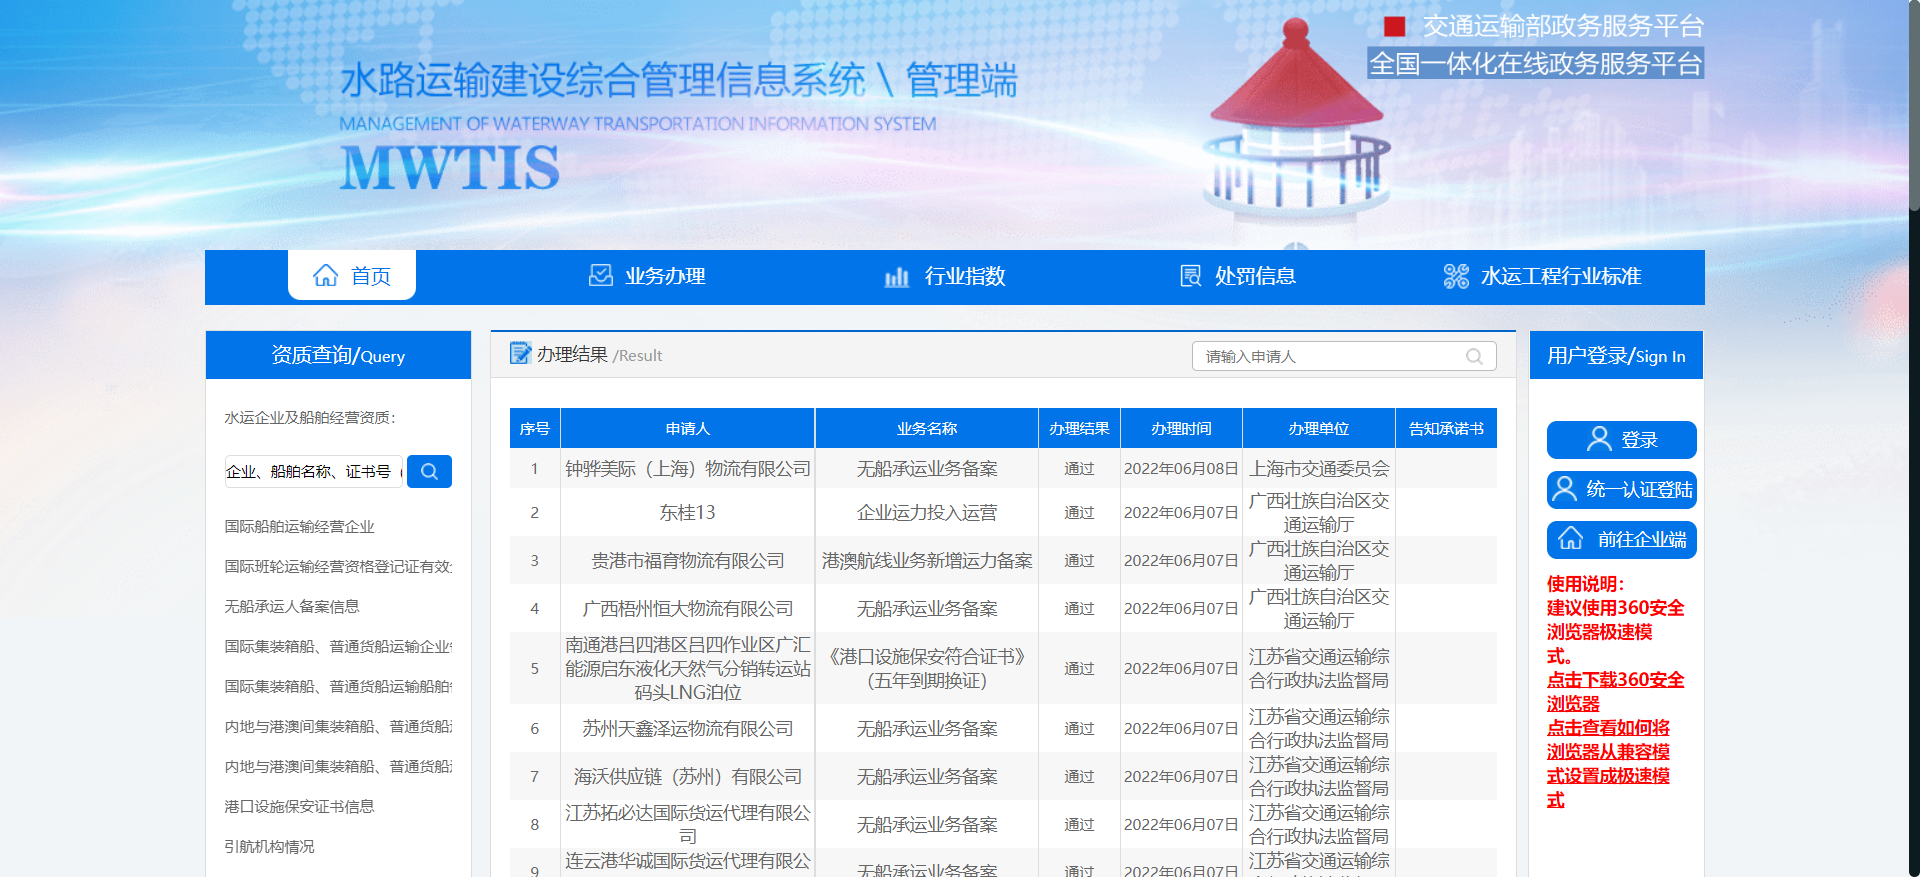 交通运输部政务服务平台
全国一体化在线政务服务平台
水路运输建设综合管理信息系统 \ 管理端
MANAGEMENT OF WATERWAY TRANSPORTATION INFORMATION SYSTEM
MWTIS
首页 业务办理 行业指数 处罚信息 水运工程行业标准
资质查询/Query
水运企业及船舶经营资质：
企业、船舶名称、证书号（
国际船舶运输经营企业
国际班轮运输经营资格登记证有效
无船承运人备案信息
国际集装箱船、普通货船运输企业
国际集装箱船、普通货船运输船舶
内地与港澳间集装箱船、普通货船
内地与港澳间集装箱船、普通货船
港口设施保安证书信息
引航机构情况
办理结果 /Result
请输入申请人
序号 申请人 业务名称 办理结果 办理时间 办理单位 告知承诺书
1 钟骅美际（上海）物流有限公司 无船承运业务备案 通过 2022年06月08日 上海市交通委员会
2 东桂13 企业运力投入运营 通过 2022年06月07日 广西壮族自治区交通运输厅
3 贵港市福育物流有限公司 港澳航线业务新增运力备案 通过 2022年06月07日 广西壮族自治区交通运输厅
4 广西梧州恒大物流有限公司 无船承运业务备案 通过 2022年06月07日 广西壮族自治区交通运输厅
5 南通港吕四港区吕四作业区广汇能源启东液化天然气分销转运站码头LNG泊位 《港口设施保安符合证书》（五年到期换证） 通过 2022年06月07日 江苏省交通运输综合行政执法监督局
6 苏州天鑫泽运物流有限公司 无船承运业务备案 通过 2022年06月07日 江苏省交通运输综合行政执法监督局
7 海沃供应链（苏州）有限公司 无船承运业务备案 通过 2022年06月07日 江苏省交通运输综合行政执法监督局
8 江苏拓必达国际货运代理有限公司 无船承运业务备案 通过 2022年06月07日 江苏省交通运输综合行政执法监督局
9 连云港华诚国际货运代理有限公 无船承运业务备案 通过 2022年06月07日 江苏省交通运输综
用户登录/Sign In
登录
统一认证登陆
前往企业端
使用说明：
建议使用360安全
浏览器极速模
式。
点击下载360安全
浏览器
点击查看如何将
浏览器从兼容模
式设置成极速模
式